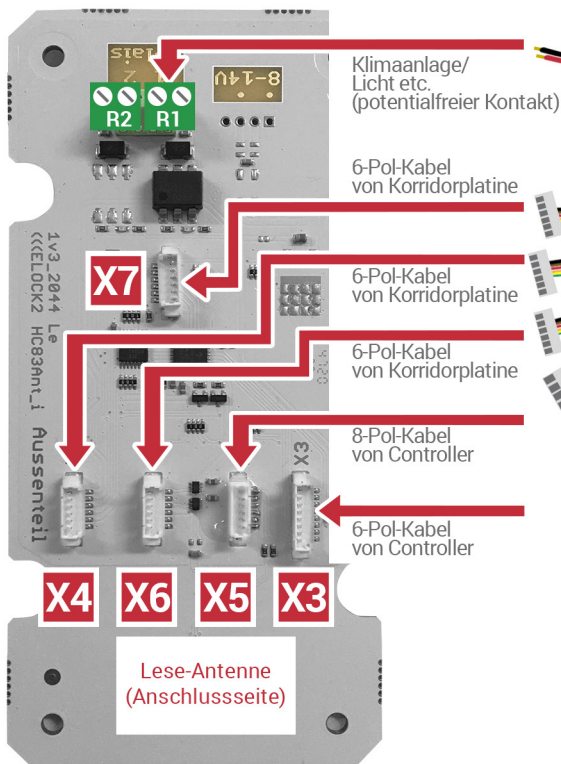 8-14V
Klimaanlage/
Licht etc.
(potentialfreier Kontakt)
R2 R1
6-Pol-Kabel
von Korridorplatine
X7
1v3_2044 Le
<<<ELOCK2 HC83Ant_i Aussenteil
6-Pol-Kabel
von Korridorplatine
6-Pol-Kabel
von Korridorplatine
8-Pol-Kabel
von Controller
X3
6-Pol-Kabel
von Controller
X4 X6 X5 X3
Lese-Antenne
(Anschlussseite)